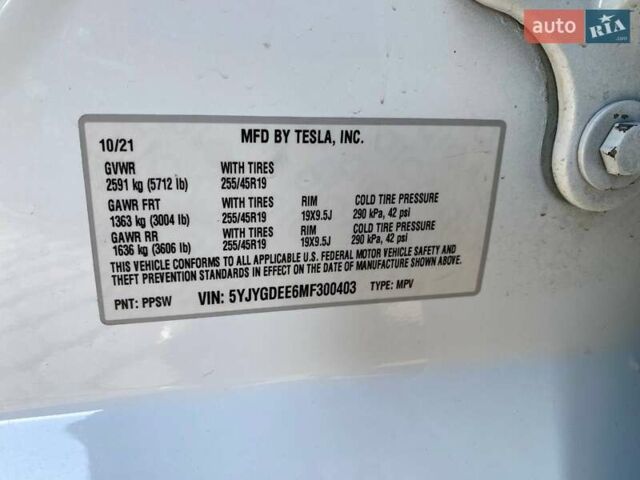 auto RIA .com
10/21 MFD BY TESLA, INC.
GVWR WITH TIRES
2591 kg (5712 lb) 255/45R19
GAWR FRT WITH TIRES RIM COLD TIRE PRESSURE
1363 kg (3004 lb) 255/45R19 19X9.5J 290 kPa, 42 psi
GAWR RR WITH TIRES RIM COLD TIRE PRESSURE
1636 kg (3606 lb) 255/45R19 19X9.5J 290 kPa, 42 psi
THIS VEHICLE CONFORMS TO ALL APPLICABLE U.S. FEDERAL MOTOR VEHICLE SAFETY AND
THEFT PREVENTION STANDARDS IN EFFECT ON THE DATE OF MANUFACTURE SHOWN ABOVE.
PNT: PPSW VIN: 5YJYGDEE6MF300403 TYPE: MPV